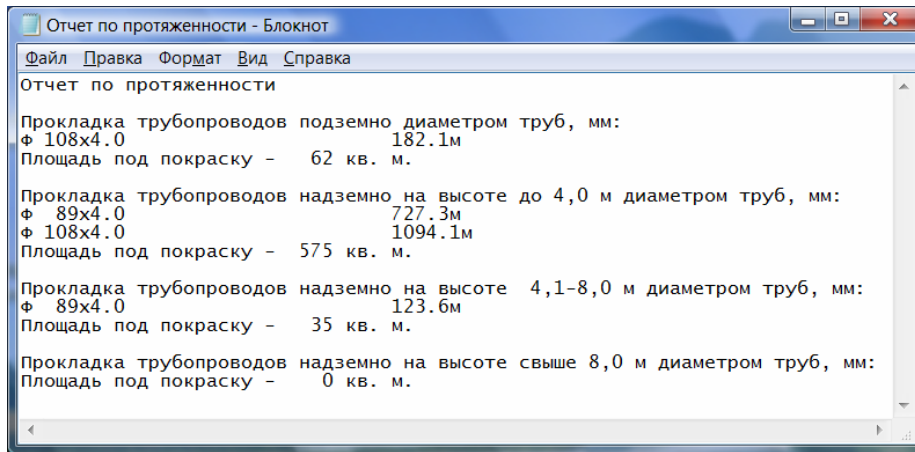 Отчет по протяженности - Блокнот
Файл Правка Формат Вид Справка
Отчет по протяженности
Прокладка трубопроводов подземно диаметром труб, мм:
Ф 108x4.0 182.1м
Площадь под покраску - 62 кв. м.
Прокладка трубопроводов надземно на высоте до 4,0 м диаметром труб, мм:
Ф 89x4.0 727.3м
Ф 108x4.0 1094.1м
Площадь под покраску - 575 кв. м.
Прокладка трубопроводов надземно на высоте 4,1-8,0 м диаметром труб, мм:
Ф 89x4.0 123.6м
Площадь под покраску - 35 кв. м.
Прокладка трубопроводов надземно на высоте свыше 8,0 м диаметром труб, мм:
Площадь под покраску - 0 кв. м.